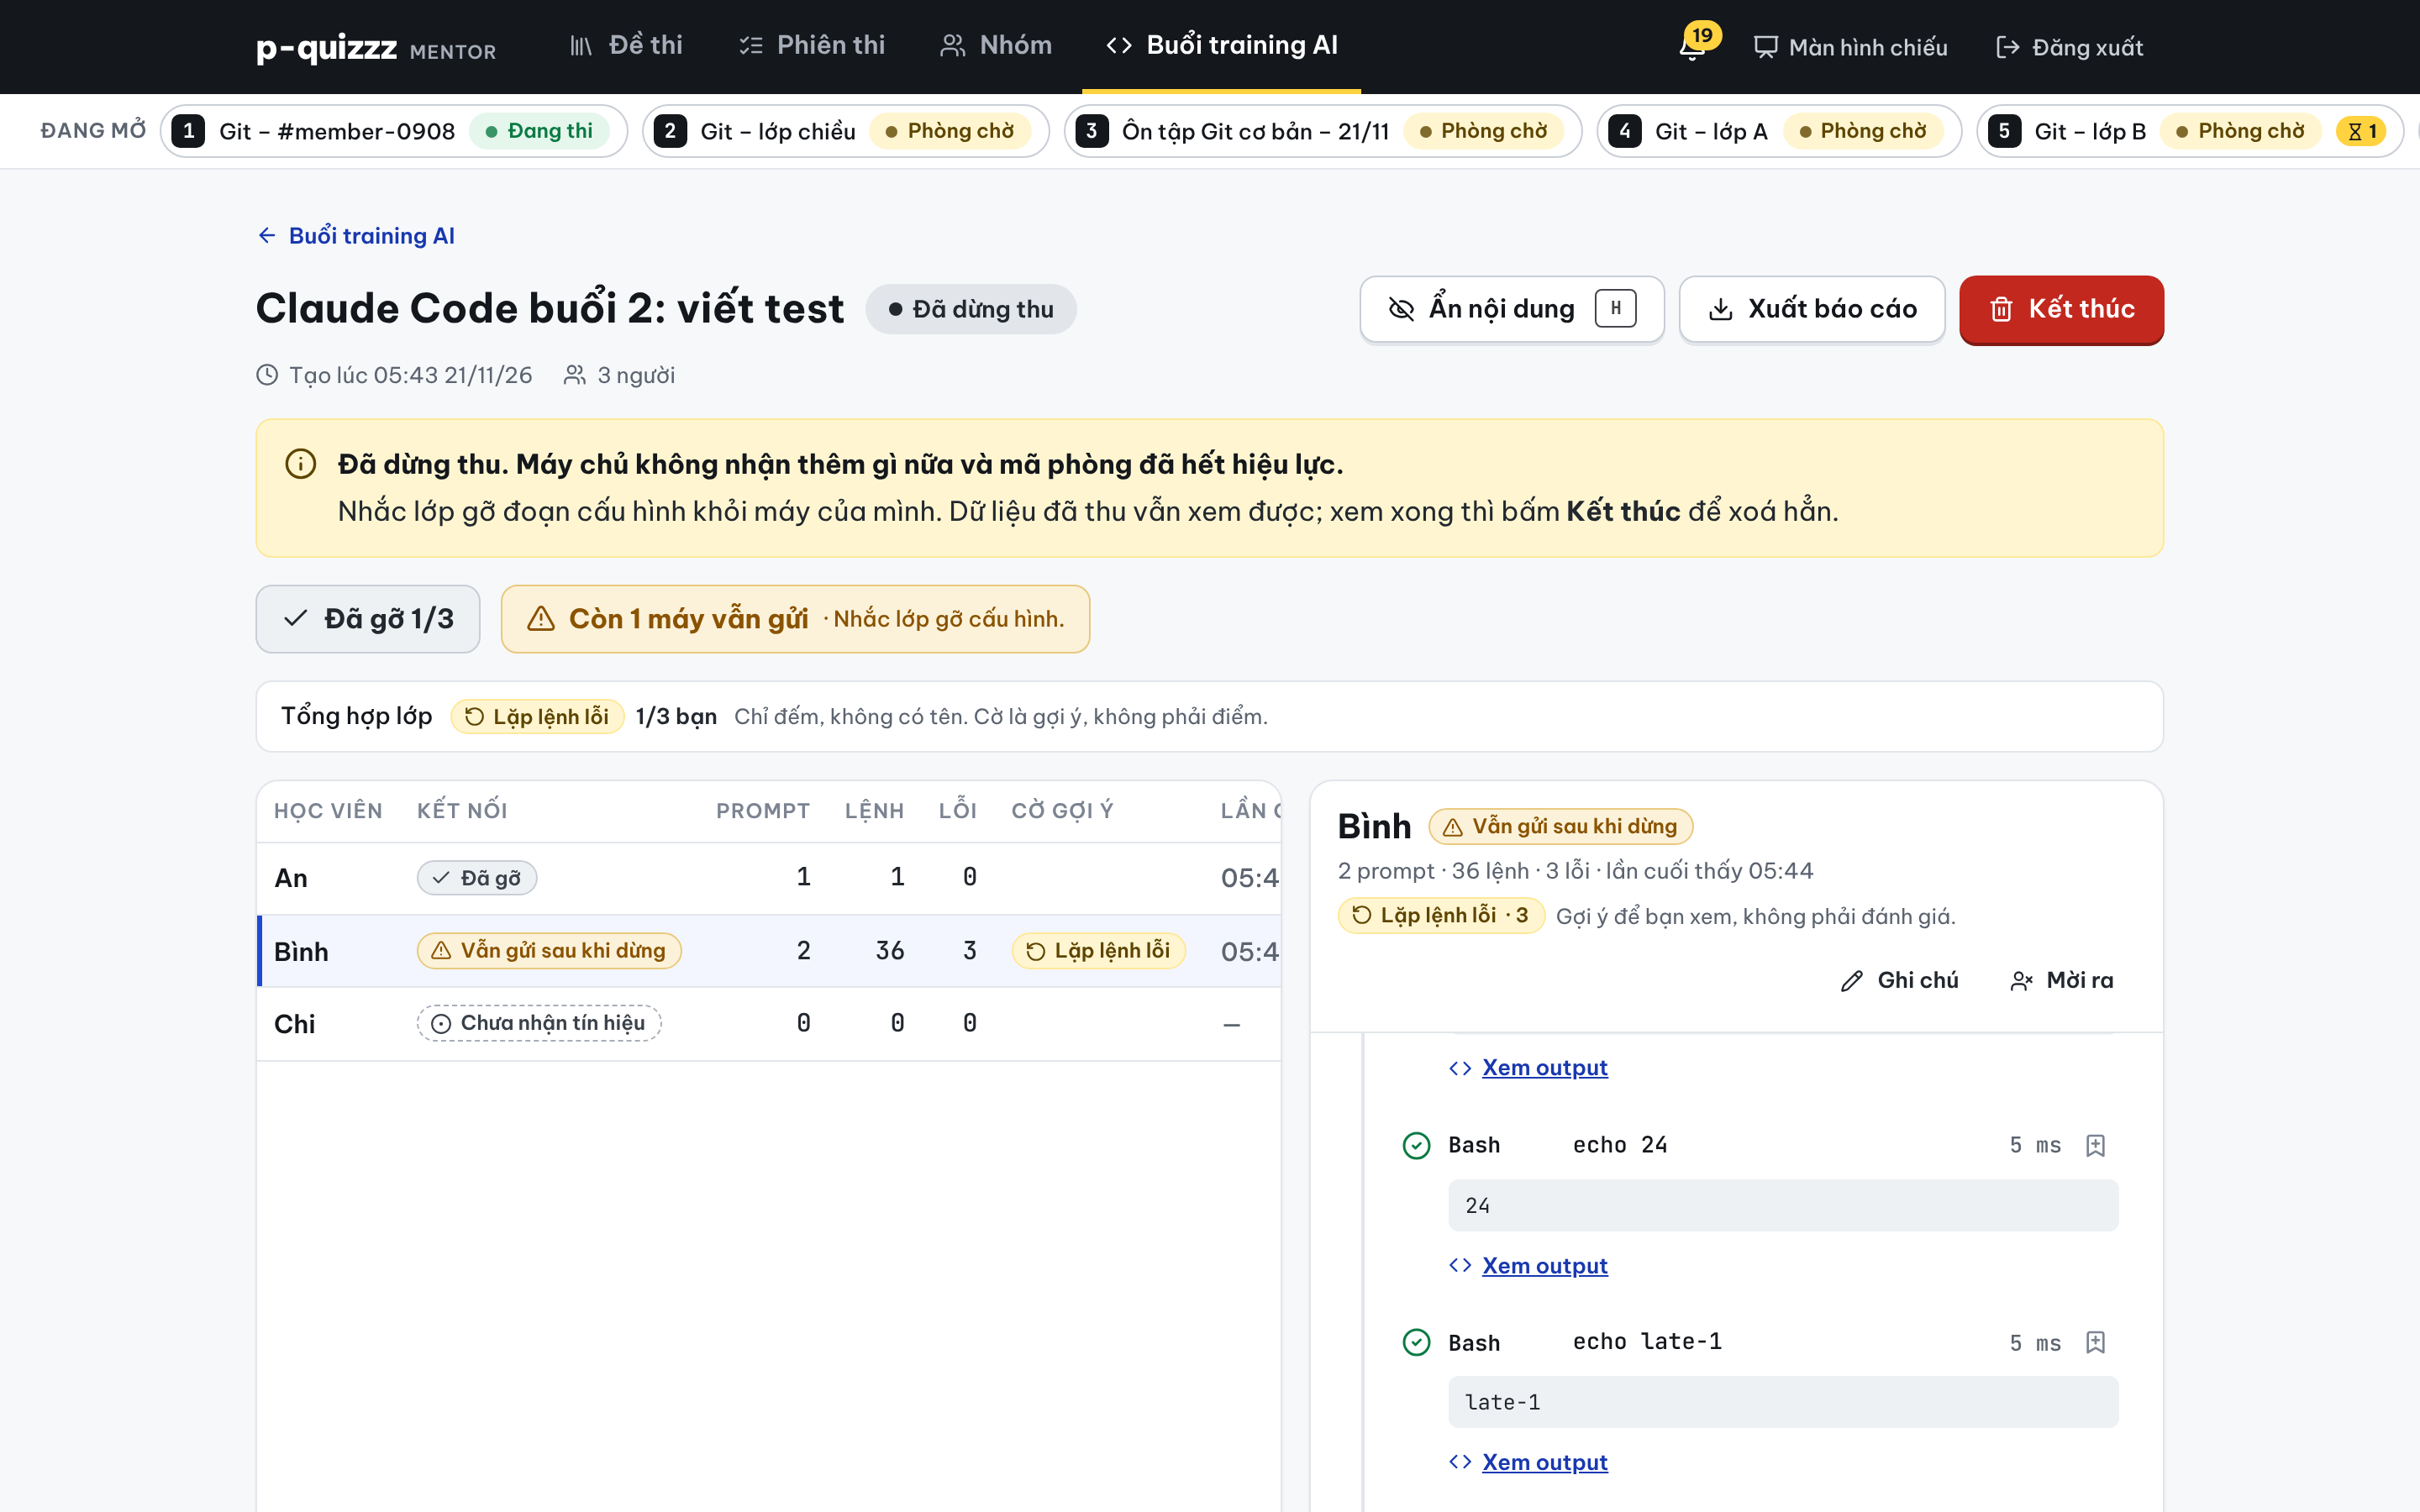 p-quizzz MENTOR Đề thi Phiên thi Nhóm Buổi training AI 19 Màn hình chiếu Đăng xuất
ĐANG MỞ 1 Git – #member-0908 Đang thi 2 Git – lớp chiều Phòng chờ 3 Ôn tập Git cơ bản – 21/11 Phòng chờ 4 Git – lớp A Phòng chờ 5 Git – lớp B Phòng chờ 1
Buổi training AI
Claude Code buổi 2: viết test Đã dừng thu Ẩn nội dung H Xuất báo cáo Kết thúc
Tạo lúc 05:43 21/11/26 3 người
Đã dừng thu. Máy chủ không nhận thêm gì nữa và mã phòng đã hết hiệu lực.
Nhắc lớp gỡ đoạn cấu hình khỏi máy của mình. Dữ liệu đã thu vẫn xem được; xem xong thì bấm Kết thúc để xoá hẳn.
Đã gỡ 1/3 Còn 1 máy vẫn gửi · Nhắc lớp gỡ cấu hình.
Tổng hợp lớp Lặp lệnh lỗi 1/3 bạn Chỉ đếm, không có tên. Cờ là gợi ý, không phải điểm.
HỌC VIÊN KẾT NỐI PROMPT LỆNH LỖI CỜ GỢI Ý LẦN
An Đã gỡ 1 1 0 05:4
Bình Vẫn gửi sau khi dừng 2 36 3 Lặp lệnh lỗi 05:4
Chi Chưa nhận tín hiệu 0 0 0 –
Bình Vẫn gửi sau khi dừng
2 prompt · 36 lệnh · 3 lỗi · lần cuối thấy 05:44
Lặp lệnh lỗi · 3 Gợi ý để bạn xem, không phải đánh giá.
Ghi chú Mời ra
Xem output
Bash echo 24 5 ms
24
Xem output
Bash echo late-1 5 ms
late-1
Xem output